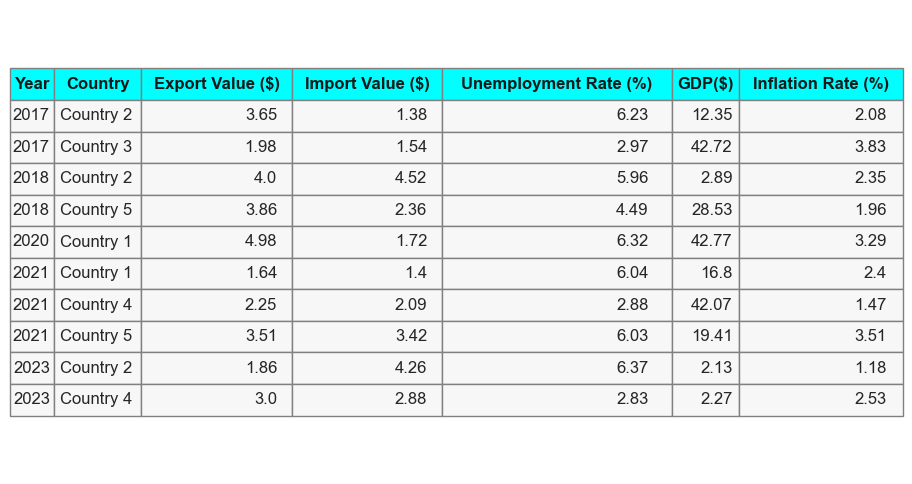 Year Country Export Value ($) Import Value ($) Unemployment Rate (%) GDP($) Inflation Rate (%)
2017 Country 2 3.65 1.38 6.23 12.35 2.08
2017 Country 3 1.98 1.54 2.97 42.72 3.83
2018 Country 2 4.0 4.52 5.96 2.89 2.35
2018 Country 5 3.86 2.36 4.49 28.53 1.96
2020 Country 1 4.98 1.72 6.32 42.77 3.29
2021 Country 1 1.64 1.4 6.04 16.8 2.4
2021 Country 4 2.25 2.09 2.88 42.07 1.47
2021 Country 5 3.51 3.42 6.03 19.41 3.51
2023 Country 2 1.86 4.26 6.37 2.13 1.18
2023 Country 4 3.0 2.88 2.83 2.27 2.53